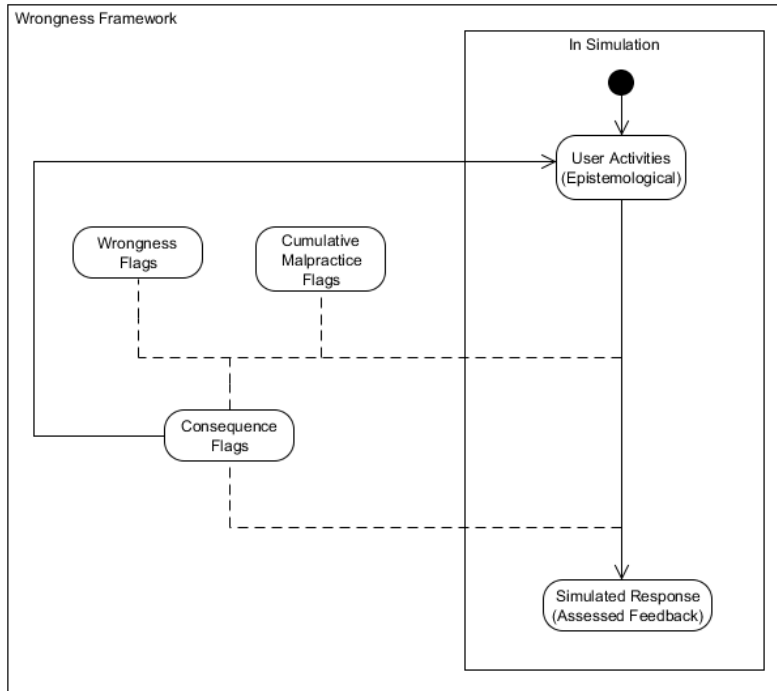 Wrongness Framework
In Simulation
User Activities
(Epistemological)
Wrongness
Flags
Cumulative
Malpractice
Flags
Consequence
Flags
Simulated Response
(Assessed Feedback)